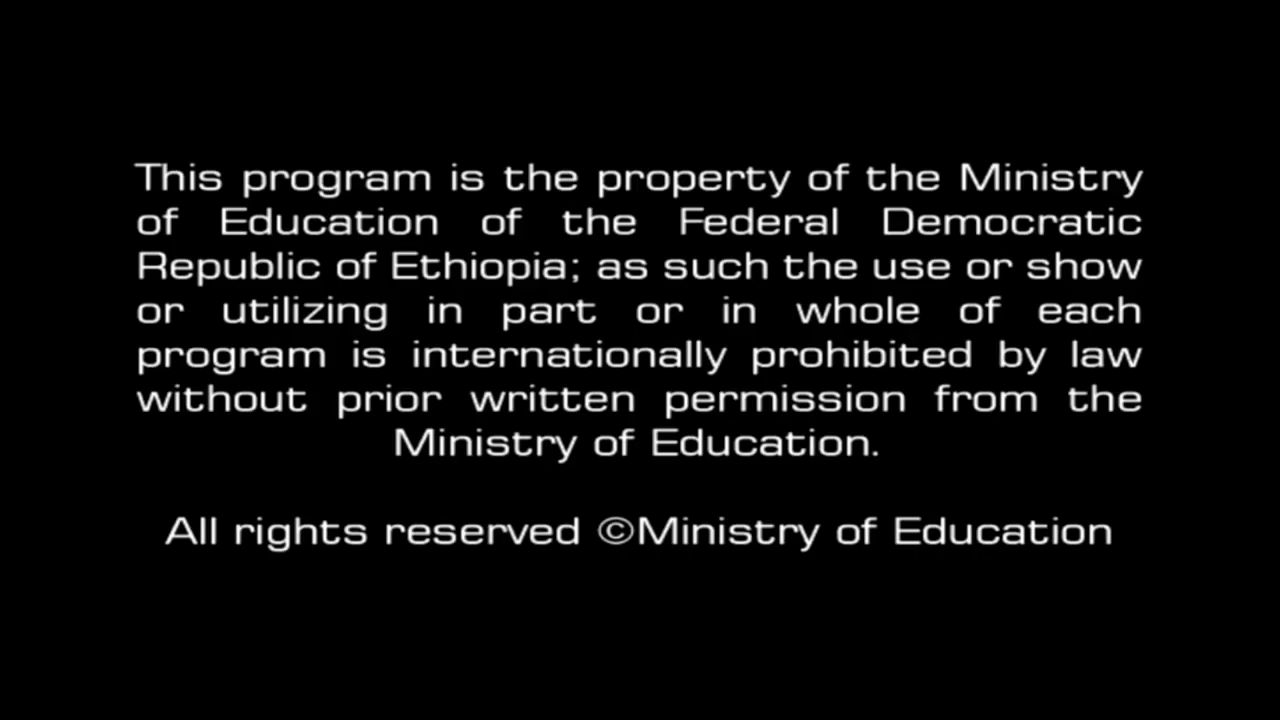 This program is the property of the Ministry
of Education of the Federal Democratic
Republic of Ethiopia; as such the use or show
or utilizing in part or in whole of each
program is internationally prohibited by law
without prior written permission from the
Ministry of Education.
All rights reserved ©Ministry of Education